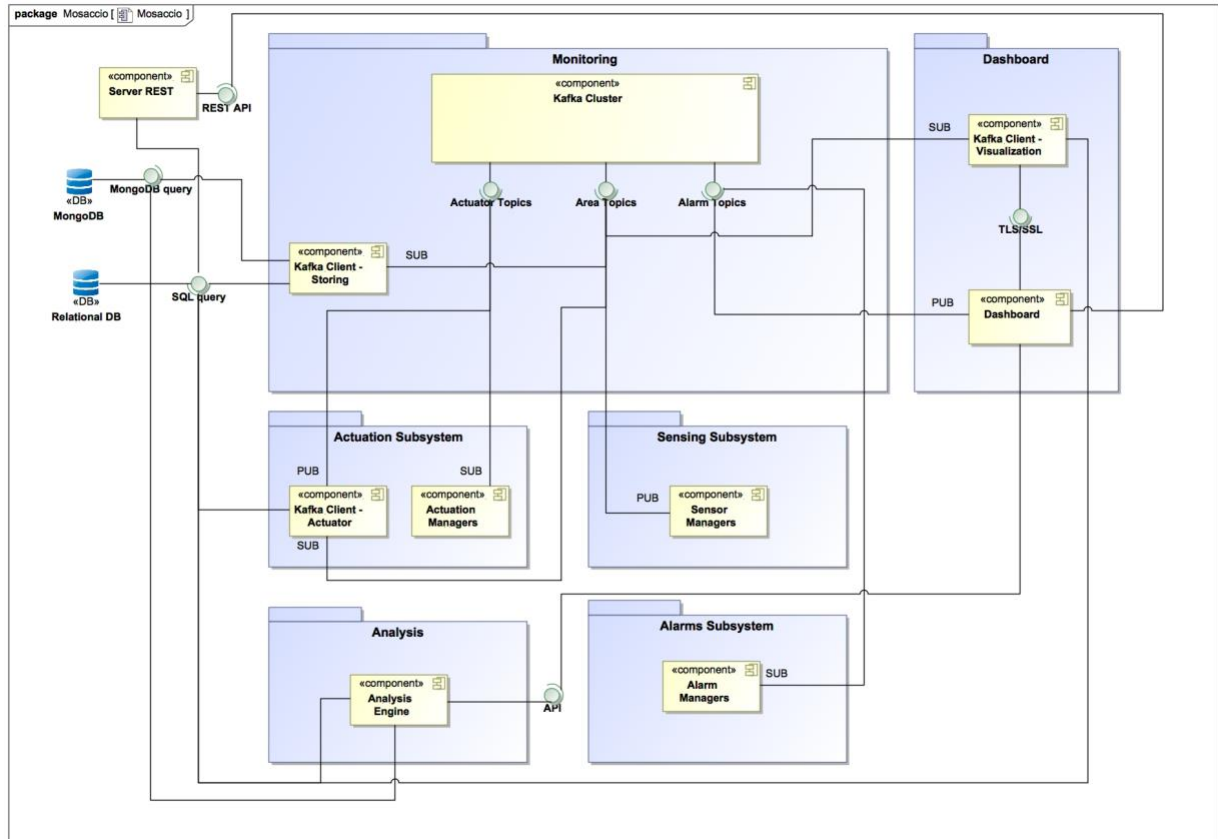 package Mosaccio [ Mosaccio ]
Monitoring
Dashboard
«component»
Server REST
REST API
«component»
Kafka Cluster
SUB
«component»
Kafka Client -
Visualization
MongoDB query
«DB»
MongoDB
Actuator Topics
Area Topics
Alarm Topics
TLS/SSL
«component»
Kafka Client -
Storing
SUB
SQL query
«DB»
Relational DB
PUB
«component»
Dashboard
Actuation Subsystem
PUB
SUB
«component»
Kafka Client -
Actuator
SUB
«component»
Actuation
Managers
Sensing Subsystem
PUB
«component»
Sensor
Managers
Analysis
«component»
Analysis
Engine
API
Alarms Subsystem
«component»
Alarm
Managers
SUB